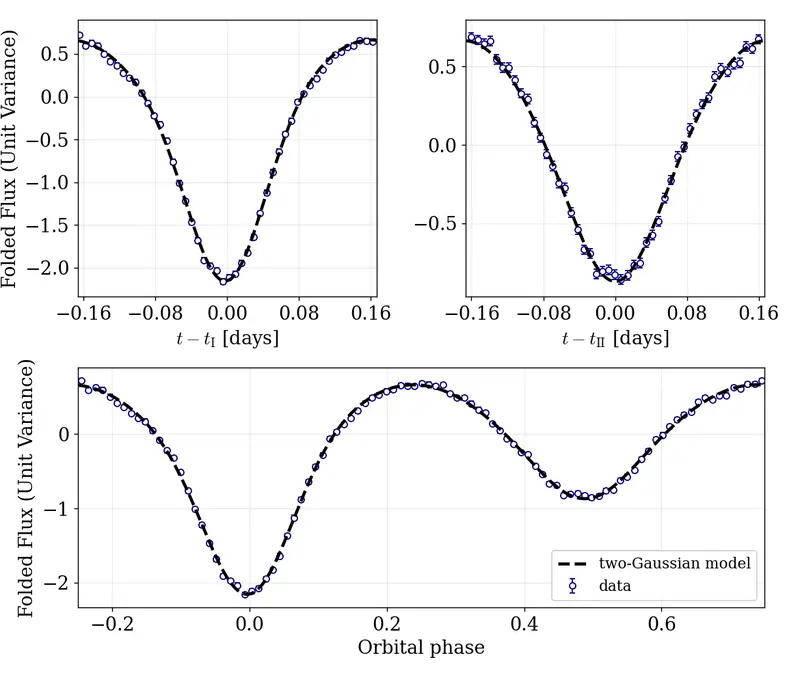 Folded Flux (Unit Variance)
0.5
0.0
−0.5
−1.0
−1.5
−2.0
−0.16 −0.08 0.00 0.08 0.16
t − t_I [days]
0.5
0.0
−0.5
−0.16 −0.08 0.00 0.08 0.16
t − t_II [days]
Folded Flux (Unit Variance)
0
−1
−2
two-Gaussian model
data
−0.2 0.0 0.2 0.4 0.6
Orbital phase